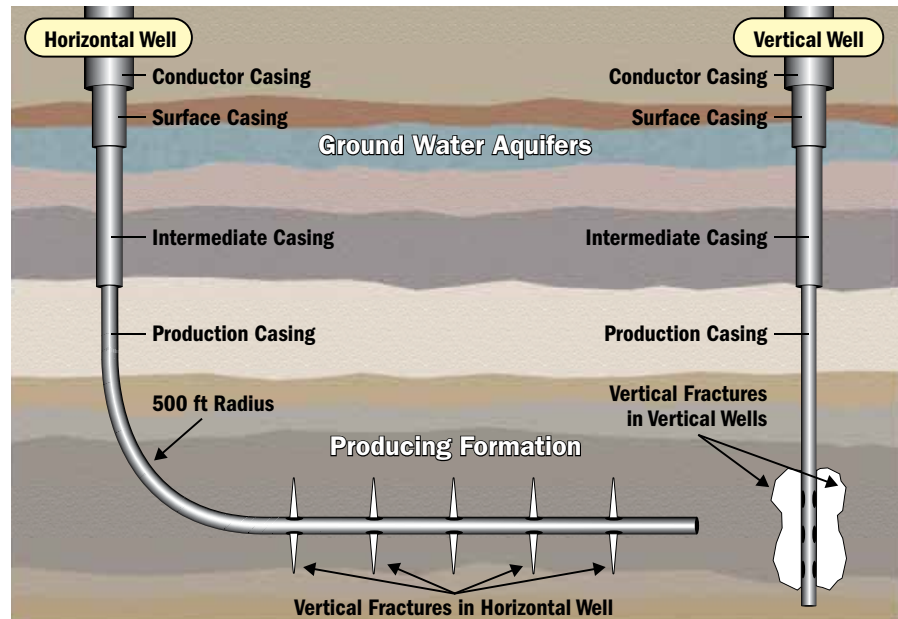 Horizontal Well
Vertical Well
Conductor Casing
Conductor Casing
Surface Casing
Surface Casing
Ground Water Aquifers
Intermediate Casing
Intermediate Casing
Production Casing
Production Casing
500 ft Radius
Vertical Fractures
in Vertical Wells
Producing Formation
Vertical Fractures in Horizontal Well